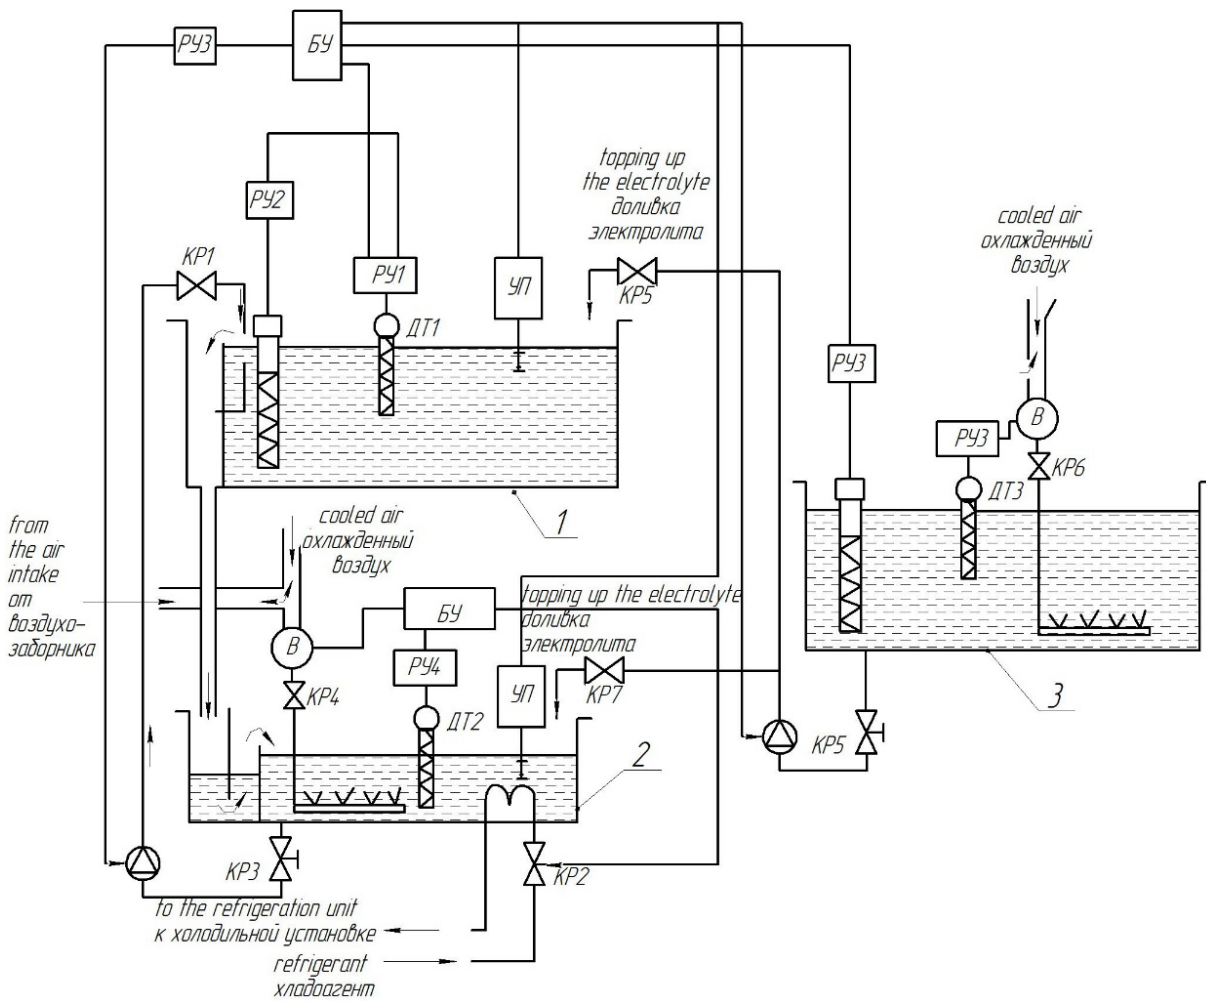 РУ3
БУ
topping up
the electrolyte
доливка
электролита
cooled air
охлажденный
воздух
РУ2
КР1
РУ1
УП
КР5
ДТ1
РУ3
В
РУ3
КР6
ДТ3
1
from
the air
intake
от
воздухо-
заборника
cooled air
охлажденный
воздух
БУ
topping up the electrolyte
доливка
электролита
В
РУ4
КР4
УП
КР7
ДТ2
3
КР5
2
КР3
КР2
to the refrigeration unit
к холодильной установке
refrigerant
хладоагент